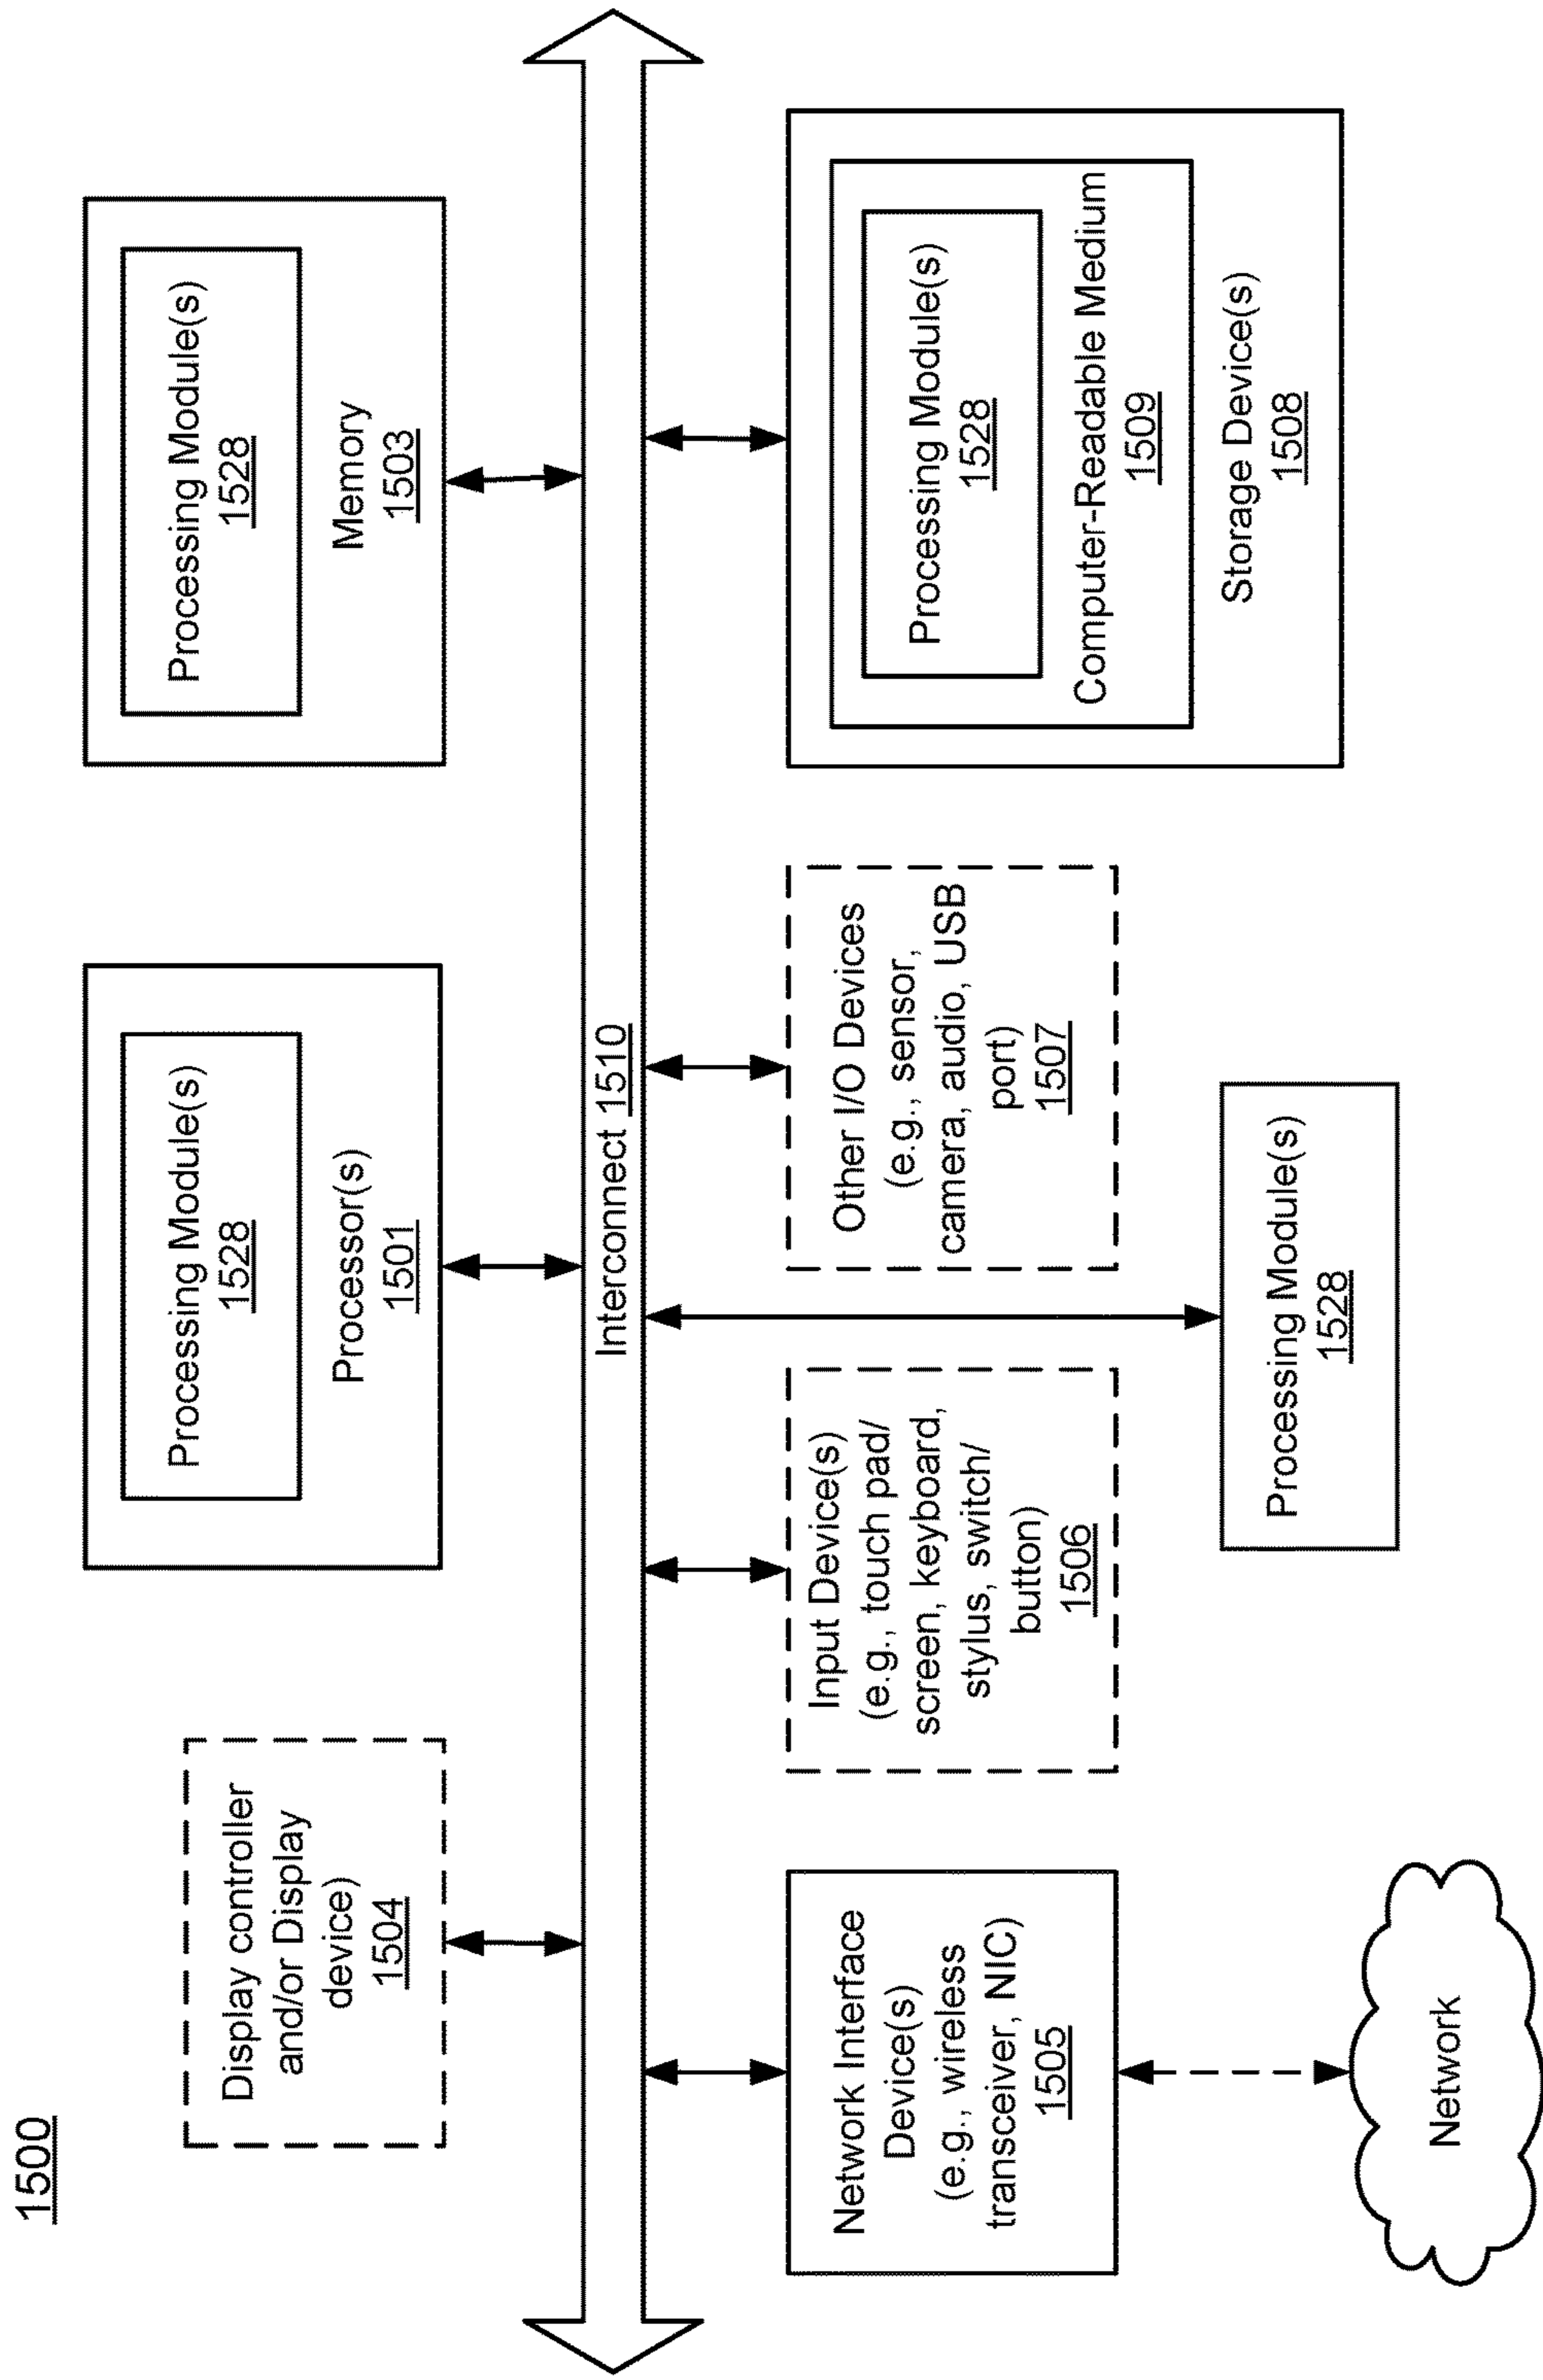 1500
Display controller
and/or Display
device)
1504
Processing Module(s)
1528
Processor(s)
1501
Processing Module(s)
1528
Memory
1503
Interconnect 1510
Network Interface
Device(s)
(e.g., wireless
transceiver, NIC)
1505
Input Device(s)
(e.g., touch pad/
screen, keyboard,
stylus, switch/
button)
1506
Other I/O Devices
(e.g., sensor,
camera, audio, USB
port)
1507
Processing Module(s)
1528
Computer-Readable Medium
1509
Storage Device(s)
1508
Network
Processing Module(s)
1528